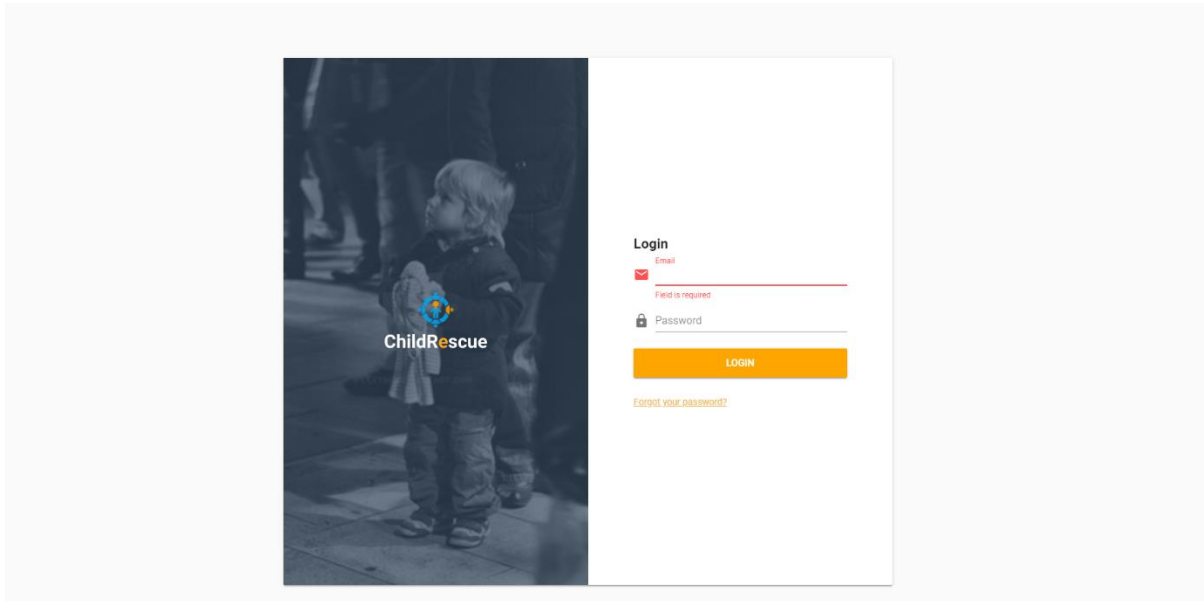 ChildRescue
Login
Email
Field is required
Password
LOGIN
Forgot your password?